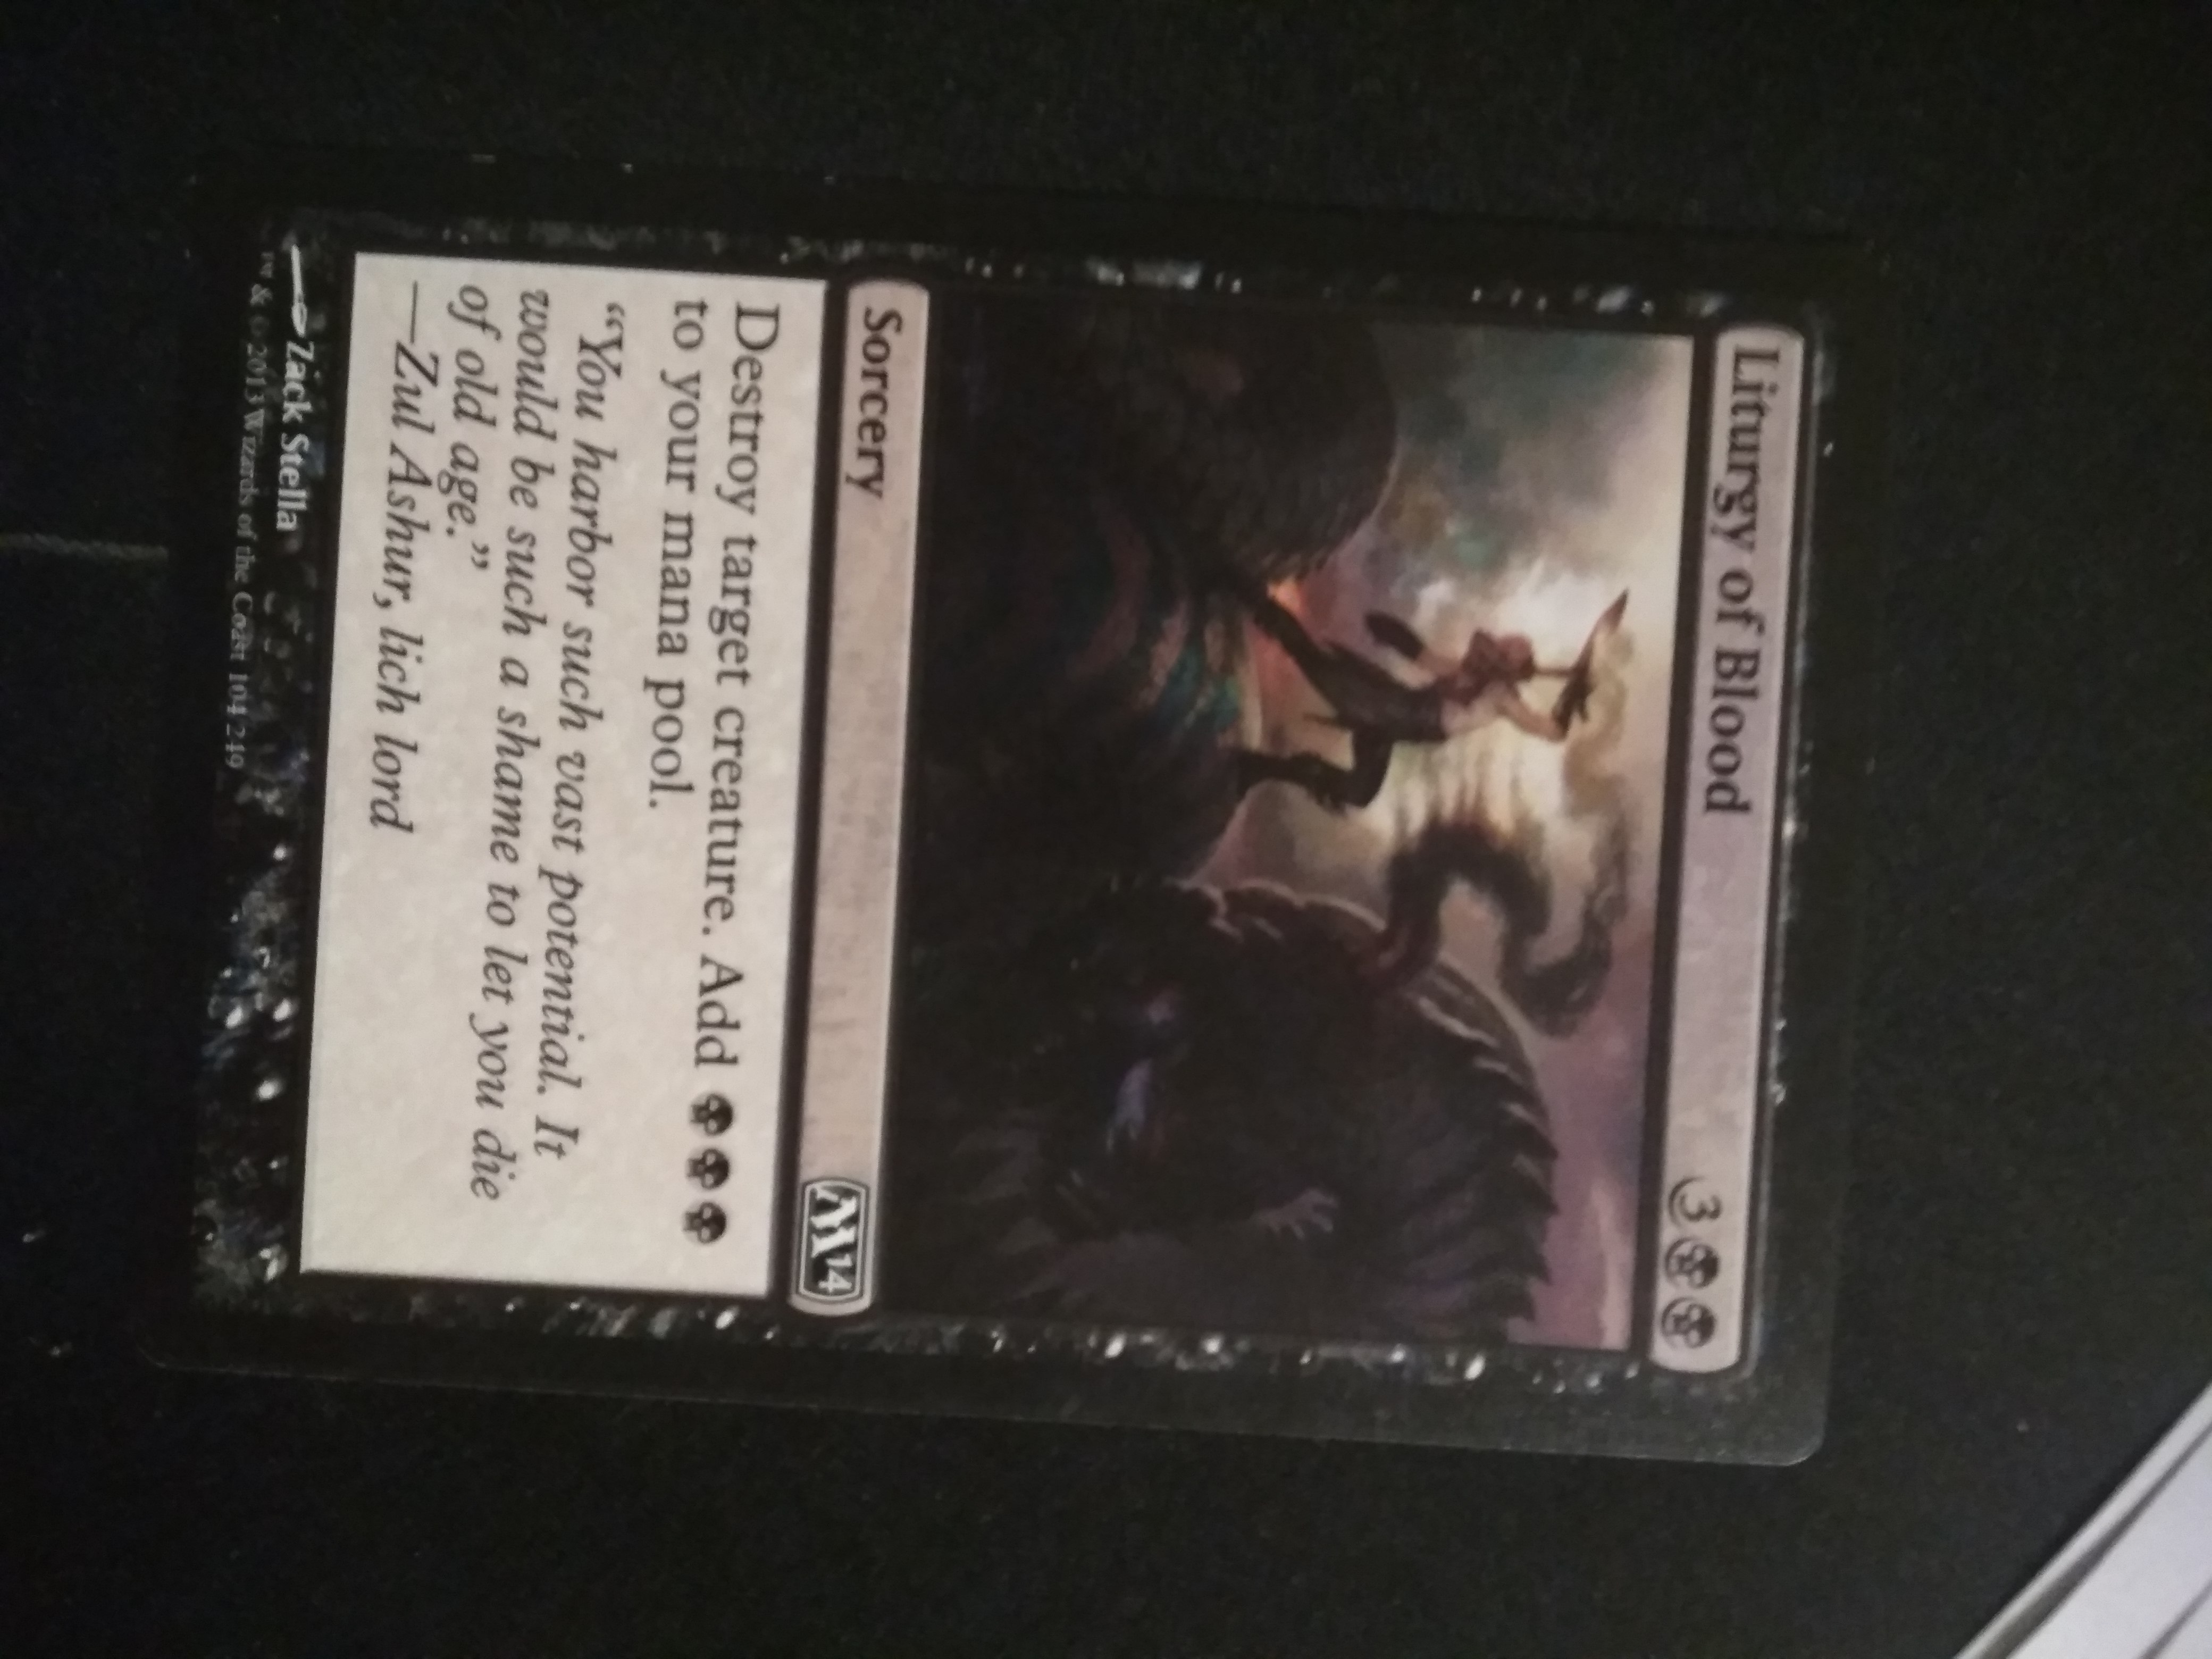 Liturgy of Blood 3
Sorcery M14
Destroy target creature. Add
to your mana pool.
“You harbor such vast potential. It
would be such a shame to let you die
of old age.”
—Zul Ashur, lich lord
Zack Stella
™ & © 2013 Wizards of the Coast 104/249